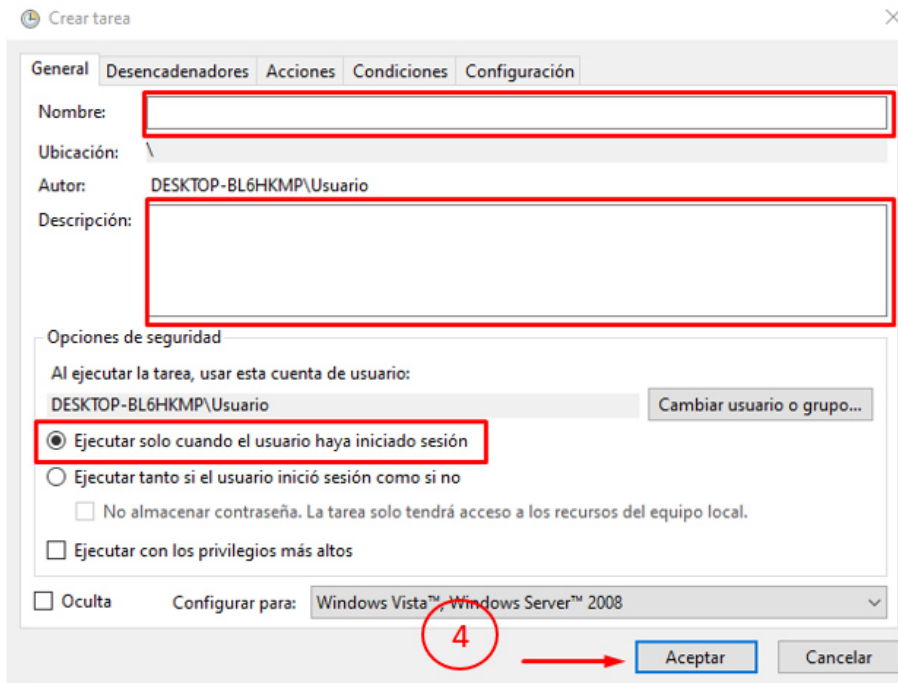 Crear tarea
General Desencadenadores Acciones Condiciones Configuración
Nombre:
Ubicación: \
Autor: DESKTOP-BL6HKMP\Usuario
Descripción:
Opciones de seguridad
Al ejecutar la tarea, usar esta cuenta de usuario:
DESKTOP-BL6HKMP\Usuario Cambiar usuario o grupo...
Ejecutar solo cuando el usuario haya iniciado sesión
Ejecutar tanto si el usuario inició sesión como si no
No almacenar contraseña. La tarea solo tendrá acceso a los recursos del equipo local.
Ejecutar con los privilegios más altos
Oculta Configurar para: Windows Vista™, Windows Server™ 2008
4
Aceptar Cancelar